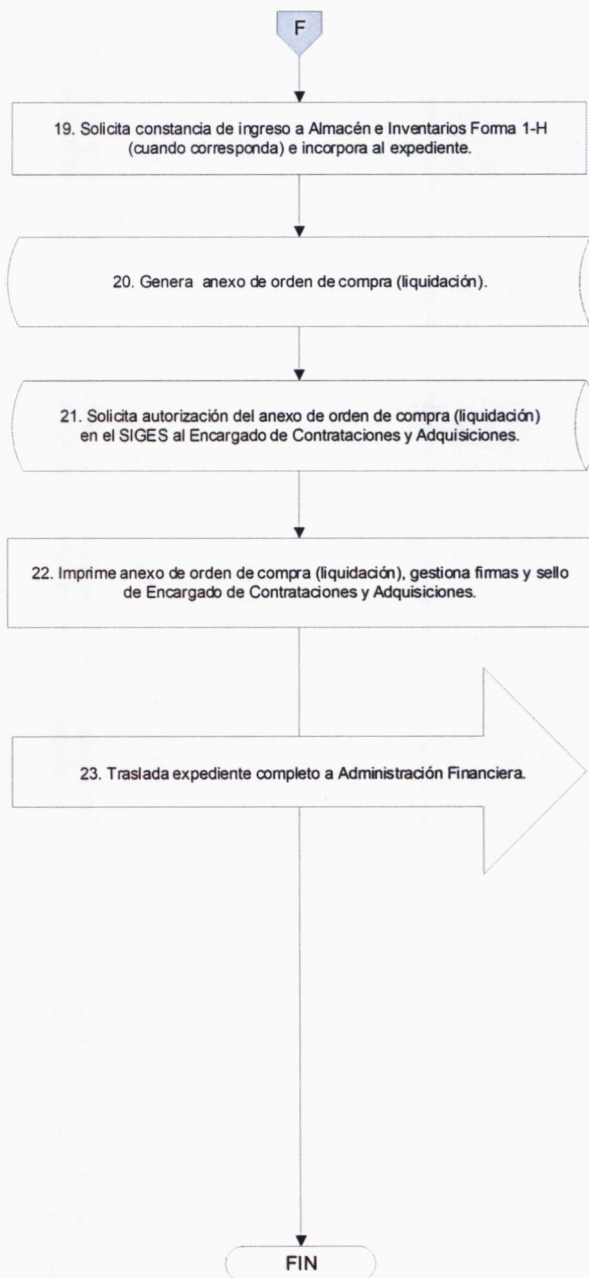 F
19. Solicita constancia de ingreso a Almacén e Inventarios Forma 1-H
(cuando corresponda) e incorpora al expediente.
20. Genera anexo de orden de compra (liquidación).
21. Solicita autorización del anexo de orden de compra (liquidación)
en el SIGES al Encargado de Contrataciones y Adquisiciones.
22. Imprime anexo de orden de compra (liquidación), gestiona firmas y sello
de Encargado de Contrataciones y Adquisiciones.
23. Traslada expediente completo a Administración Financiera.
FIN